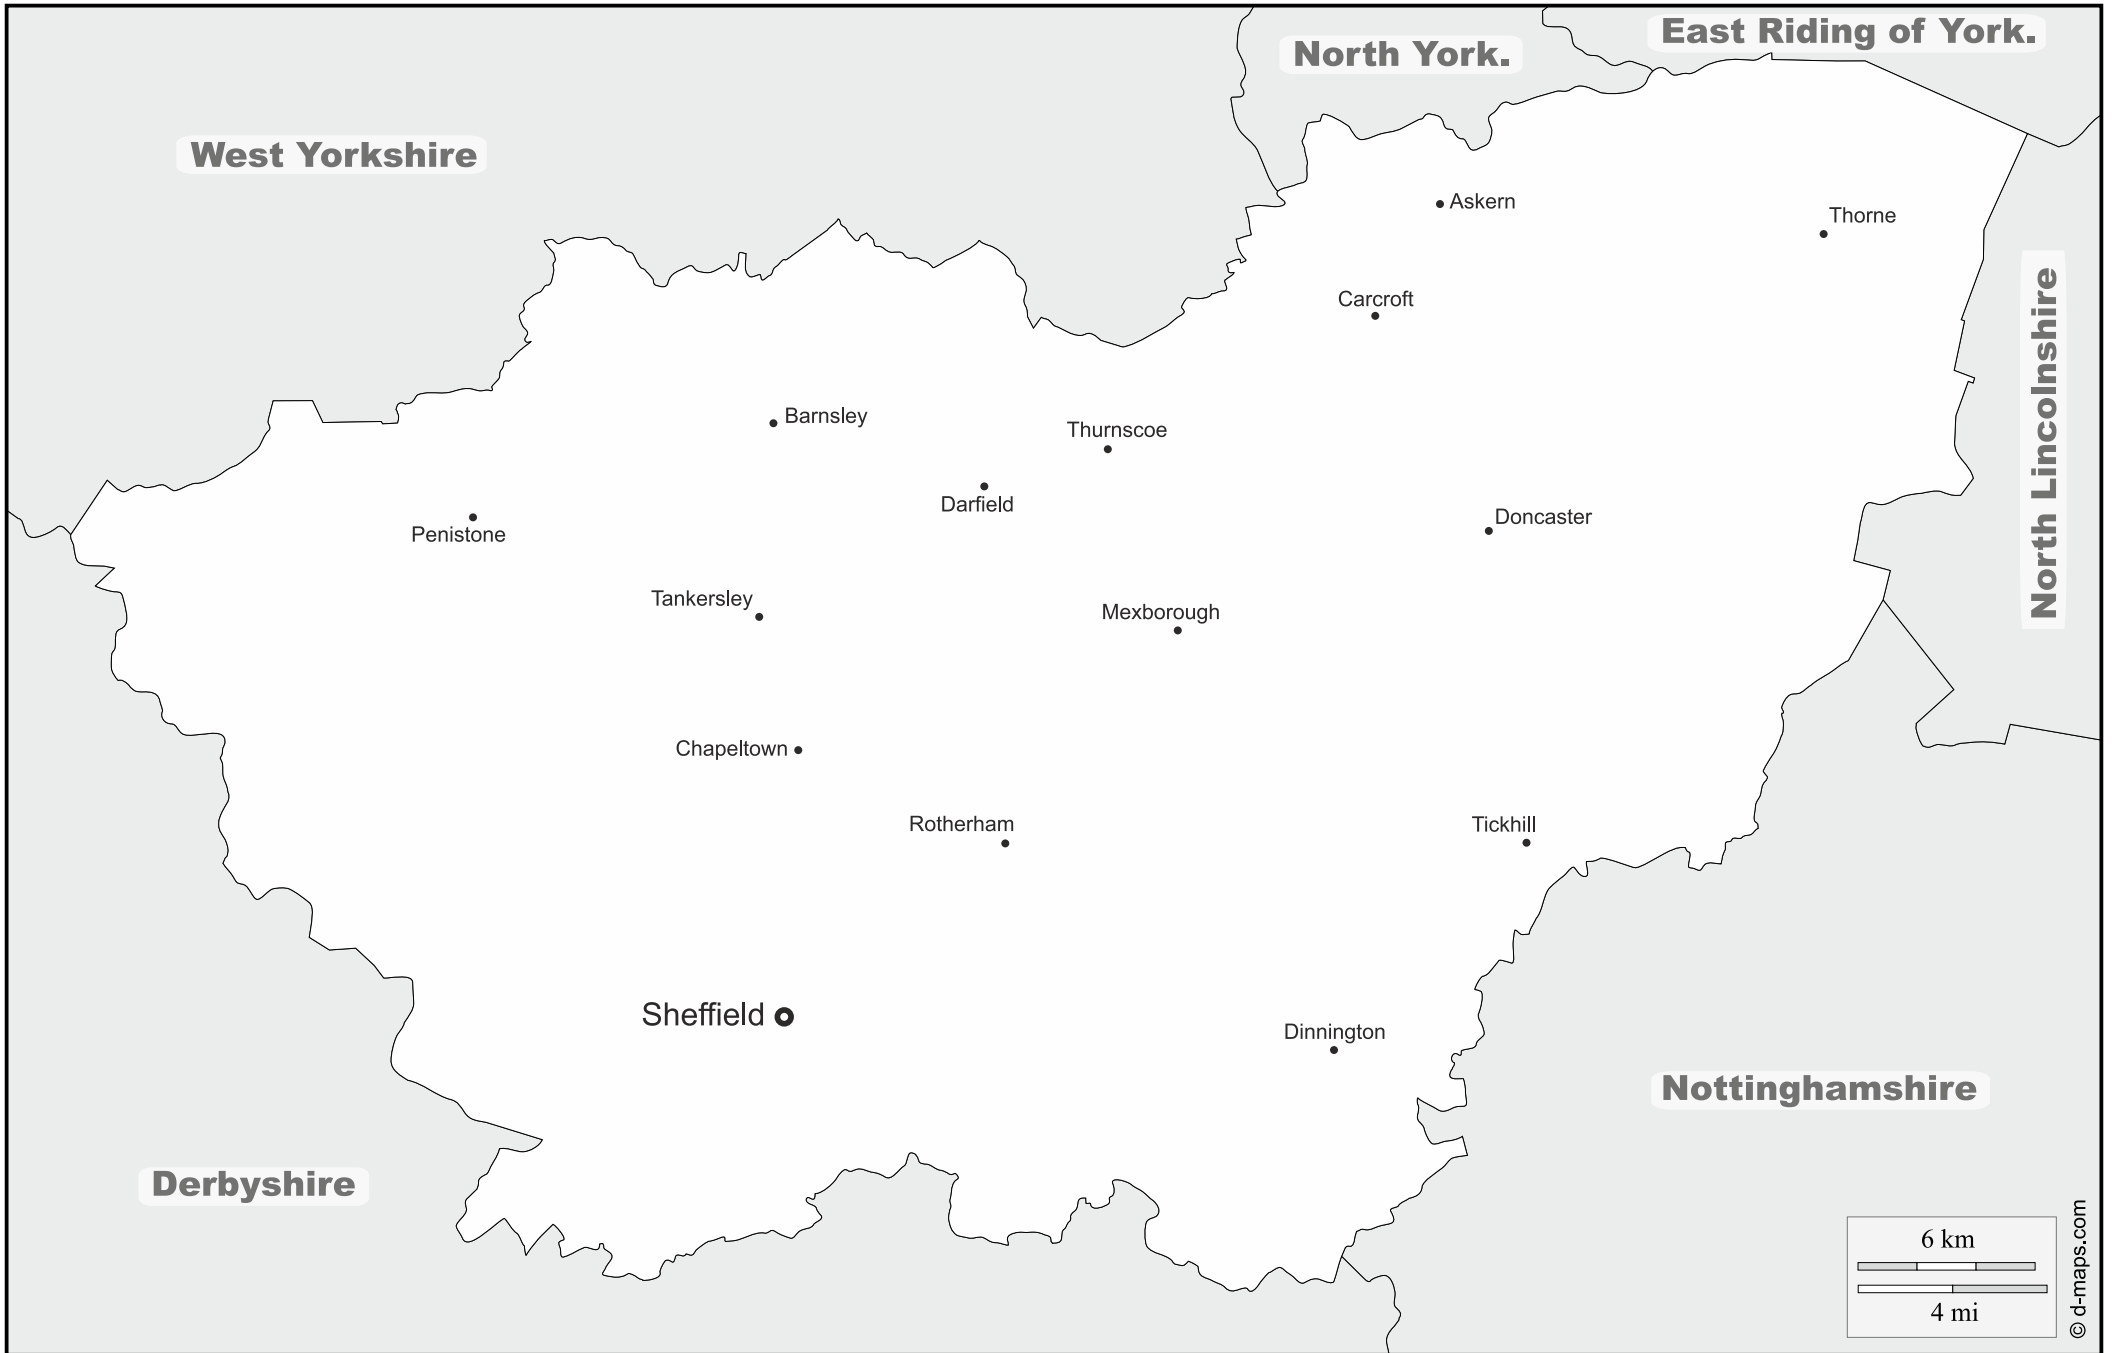 East Riding of York.
North York.
West Yorkshire
Askern
Thorne
Carcroft
North Lincolnshire
Barnsley
Thurnscoe
Darfield
Doncaster
Penistone
Tankersley
Mexborough
Chapeltown
Rotherham
Tickhill
Sheffield
Dinnington
Nottinghamshire
Derbyshire
6 km
4 mi
© d-maps.com